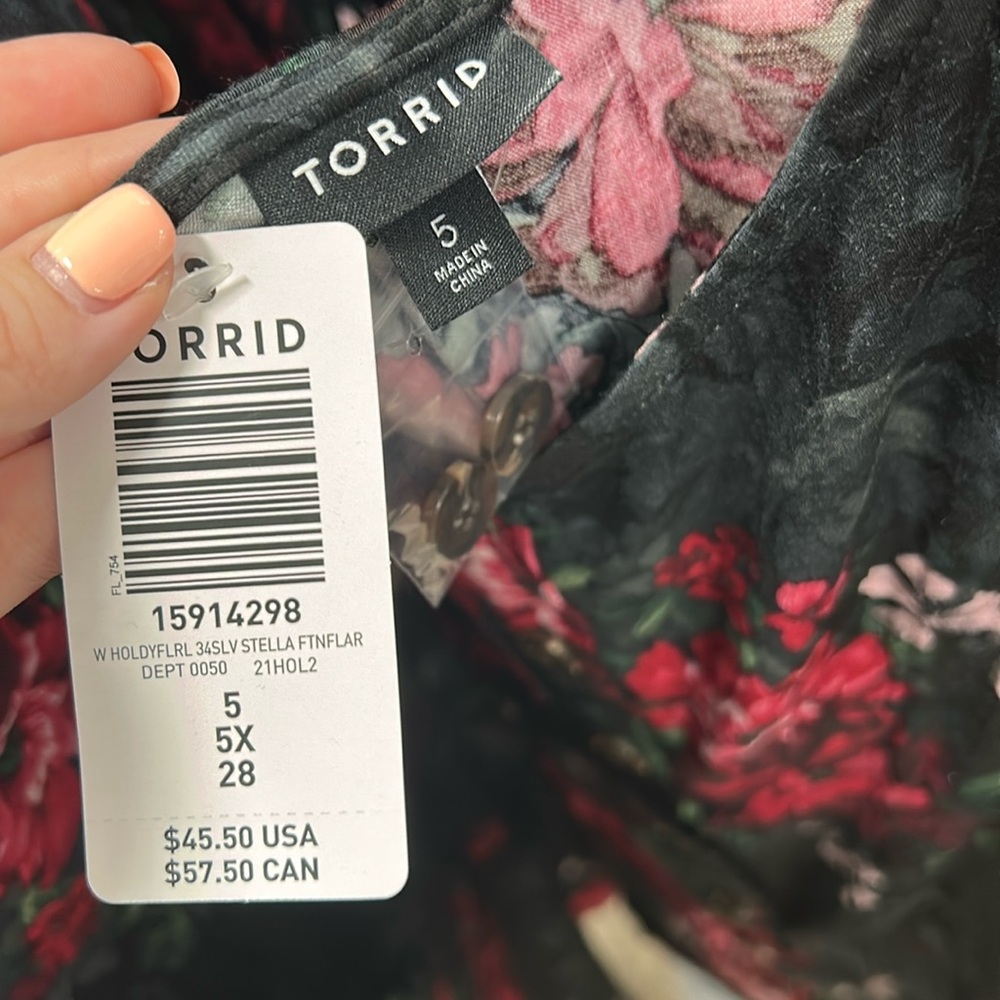 TORRID
5
MADE IN
CHINA
ORRID
FL_754
15914298
W HOLDYFLRL 34SLV STELLA FTNFLAR
DEPT 0050 21HOL2
5
5X
28
$45.50 USA
$57.50 CAN